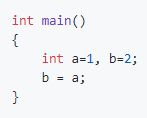 int main()
{
    int a=1, b=2;
    b = a;
}